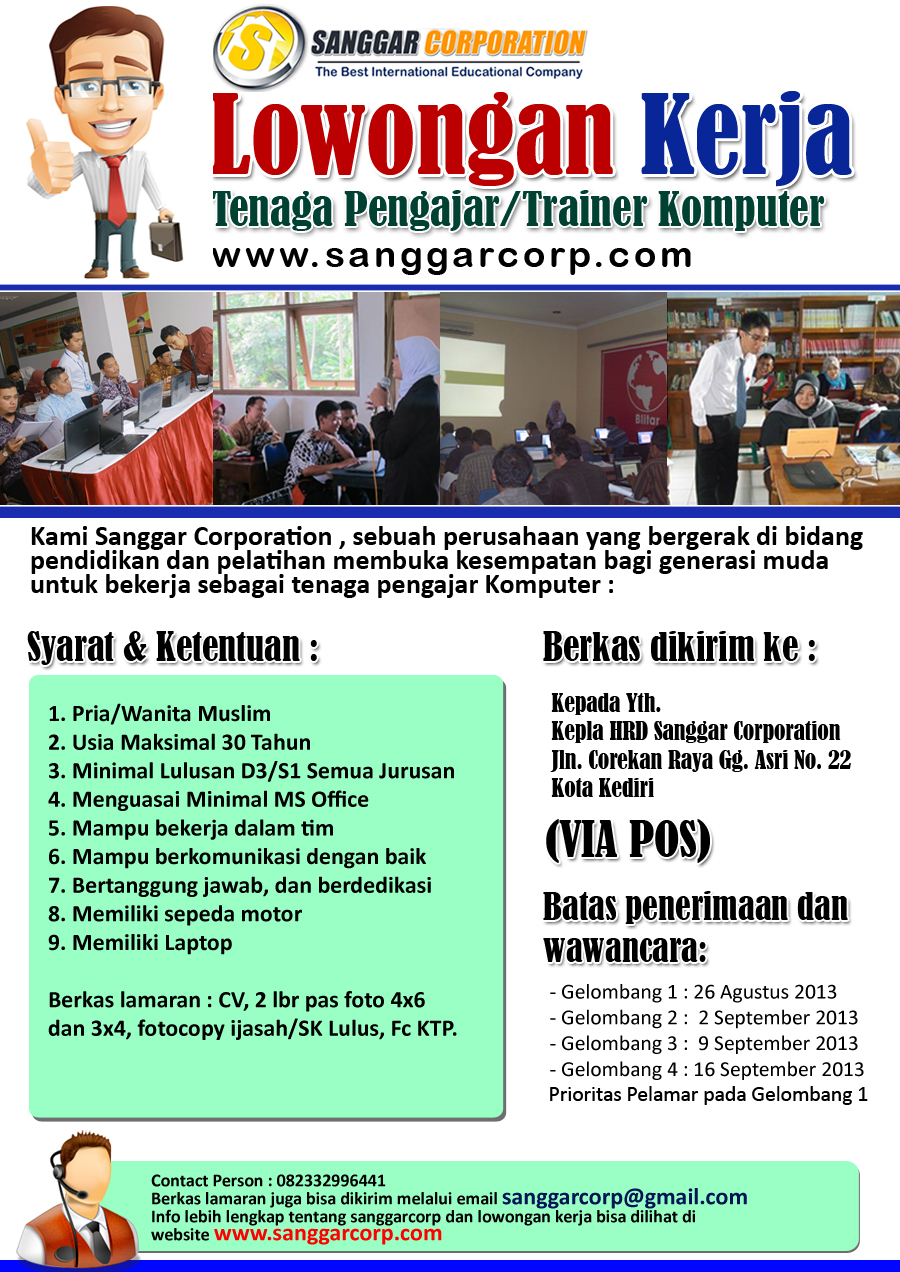 SANGGAR CORPORATION
The Best International Educational Company
Lowongan Kerja
Tenaga Pengajar/Trainer Komputer
www.sanggarcorp.com
Blitar
Kami Sanggar Corporation , sebuah perusahaan yang bergerak di bidang
pendidikan dan pelatihan membuka kesempatan bagi generasi muda
untuk bekerja sebagai tenaga pengajar Komputer :
Syarat & Ketentuan :
1. Pria/Wanita Muslim
2. Usia Maksimal 30 Tahun
3. Minimal Lulusan D3/S1 Semua Jurusan
4. Menguasai Minimal MS Office
5. Mampu bekerja dalam tim
6. Mampu berkomunikasi dengan baik
7. Bertanggung jawab, dan berdedikasi
8. Memiliki sepeda motor
9. Memiliki Laptop
Berkas lamaran : CV, 2 lbr pas foto 4x6
dan 3x4, fotocopy ijasah/SK Lulus, Fc KTP.
Berkas dikirim ke :
Kepada Yth.
Kepla HRD Sanggar Corporation
Jln. Corekan Raya Gg. Asri No. 22
Kota Kediri
(VIA POS)
Batas penerimaan dan
wawancara:
- Gelombang 1 : 26 Agustus 2013
- Gelombang 2 : 2 September 2013
- Gelombang 3 : 9 September 2013
- Gelombang 4 : 16 September 2013
Prioritas Pelamar pada Gelombang 1
Contact Person : 082332996441
Berkas lamaran juga bisa dikirim melalui email sanggarcorp@gmail.com
Info lebih lengkap tentang sanggarcorp dan lowongan kerja bisa dilihat di
website www.sanggarcorp.com